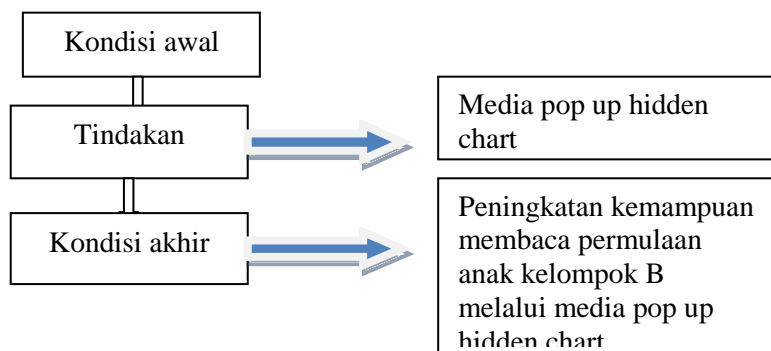 Kondisi awal
Tindakan
Media pop up hidden
chart
Kondisi akhir
Peningkatan kemampuan
membaca permulaan
anak kelompok B
melalui media pop up
hidden chart